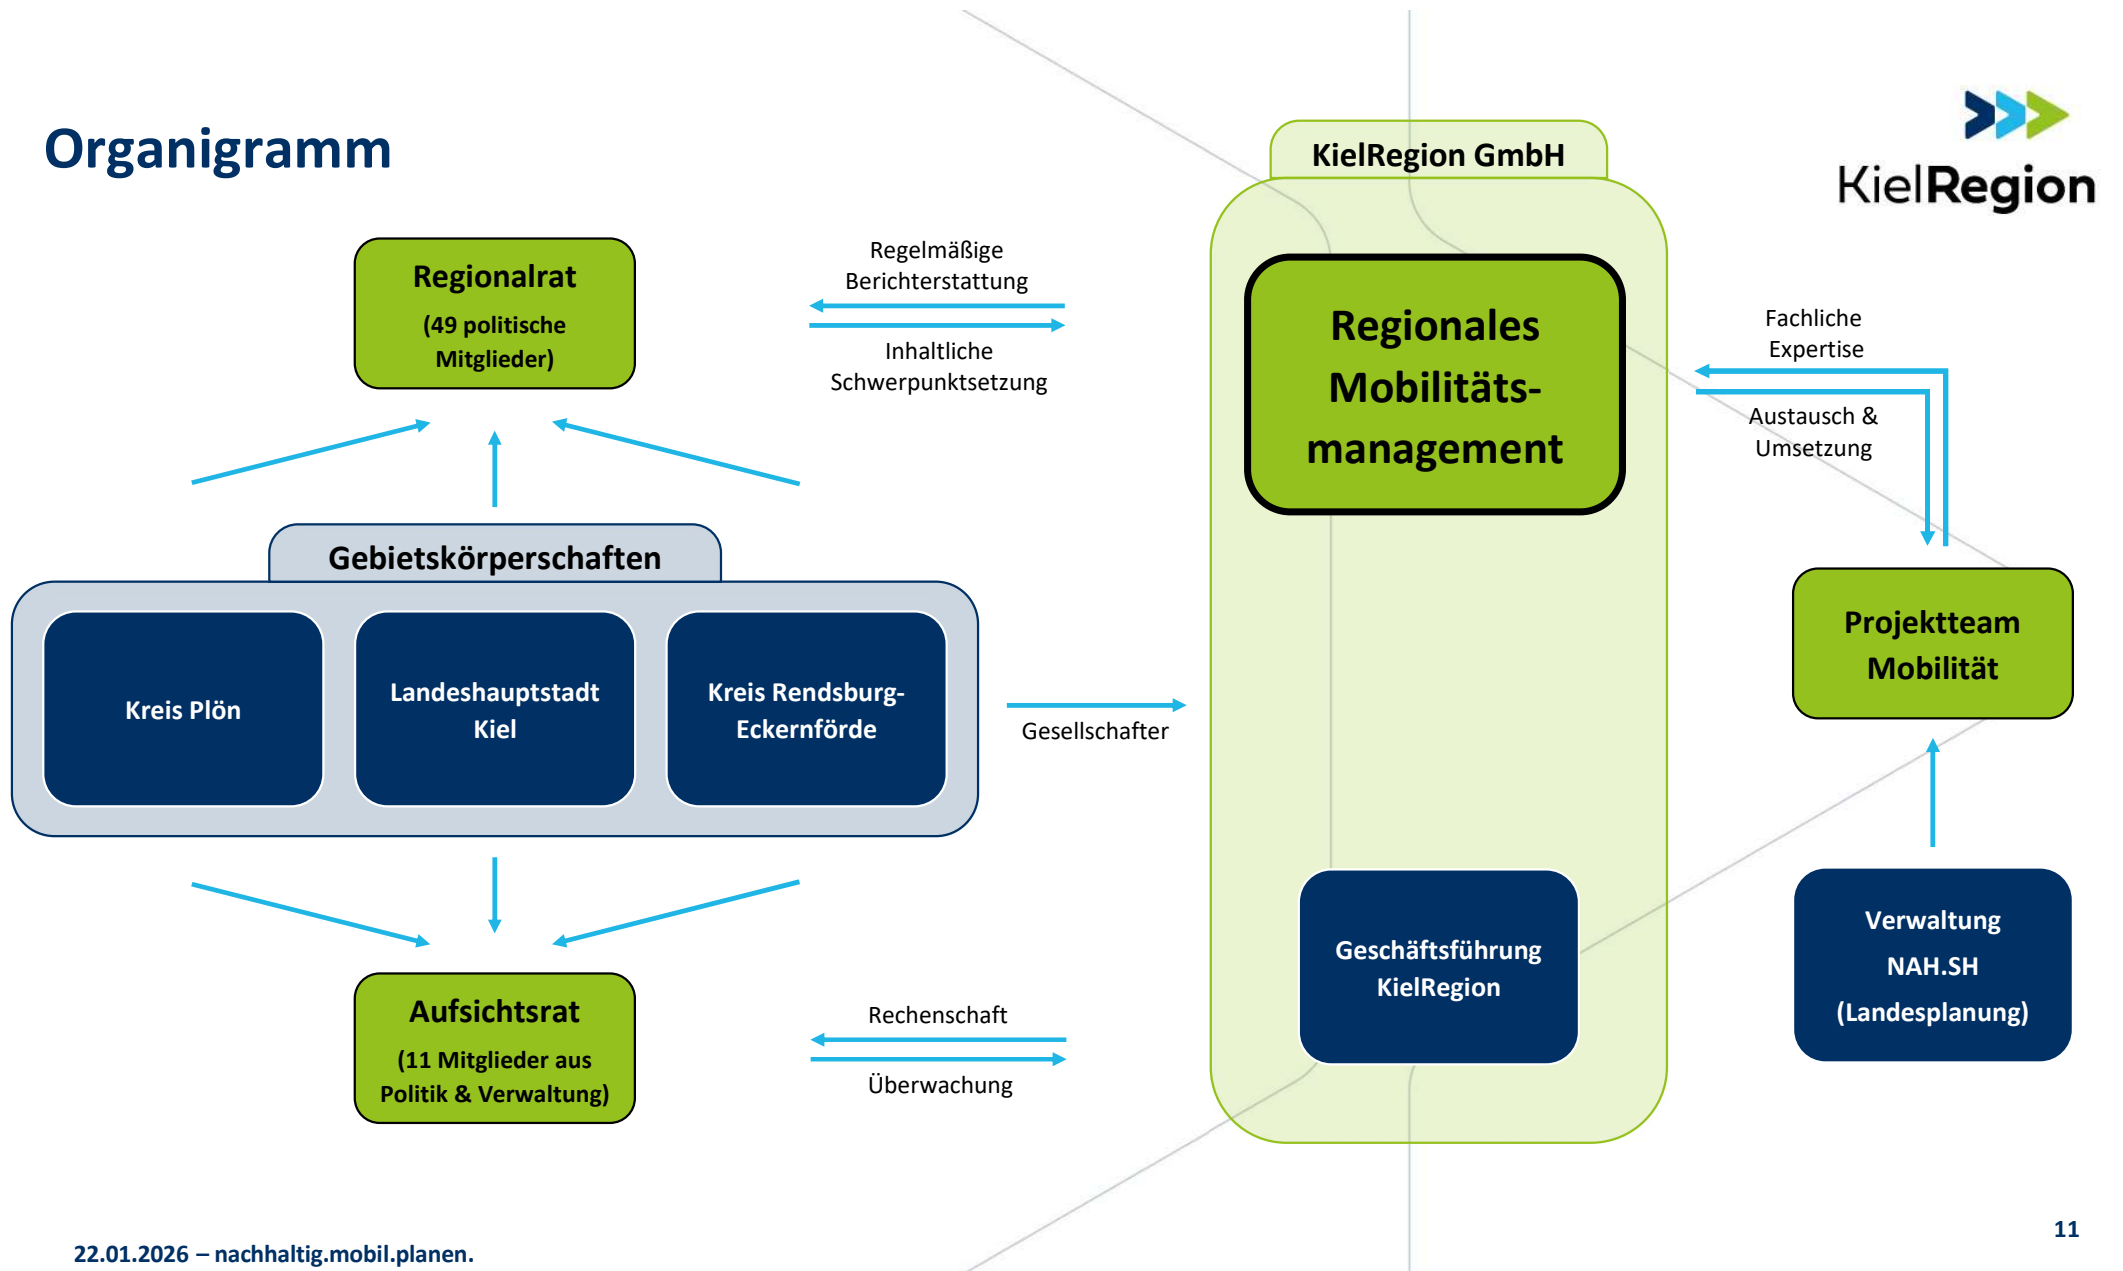 Organigramm
KielRegion
Regionalrat
(49 politische
Mitglieder)
Regelmäßige
Berichterstattung
Inhaltliche
Schwerpunktsetzung
KielRegion GmbH
Regionales
Mobilitäts-
management
Fachliche
Expertise
Austausch &
Umsetzung
Gebietskörperschaften
Kreis Plön
Landeshauptstadt
Kiel
Kreis Rendsburg-
Eckernförde
Gesellschafter
Projektteam
Mobilität
Aufsichtsrat
(11 Mitglieder aus
Politik & Verwaltung)
Rechenschaft
Überwachung
Geschäftsführung
KielRegion
Verwaltung
NAH.SH
(Landesplanung)
22.01.2026 – nachhaltig.mobil.planen.
11